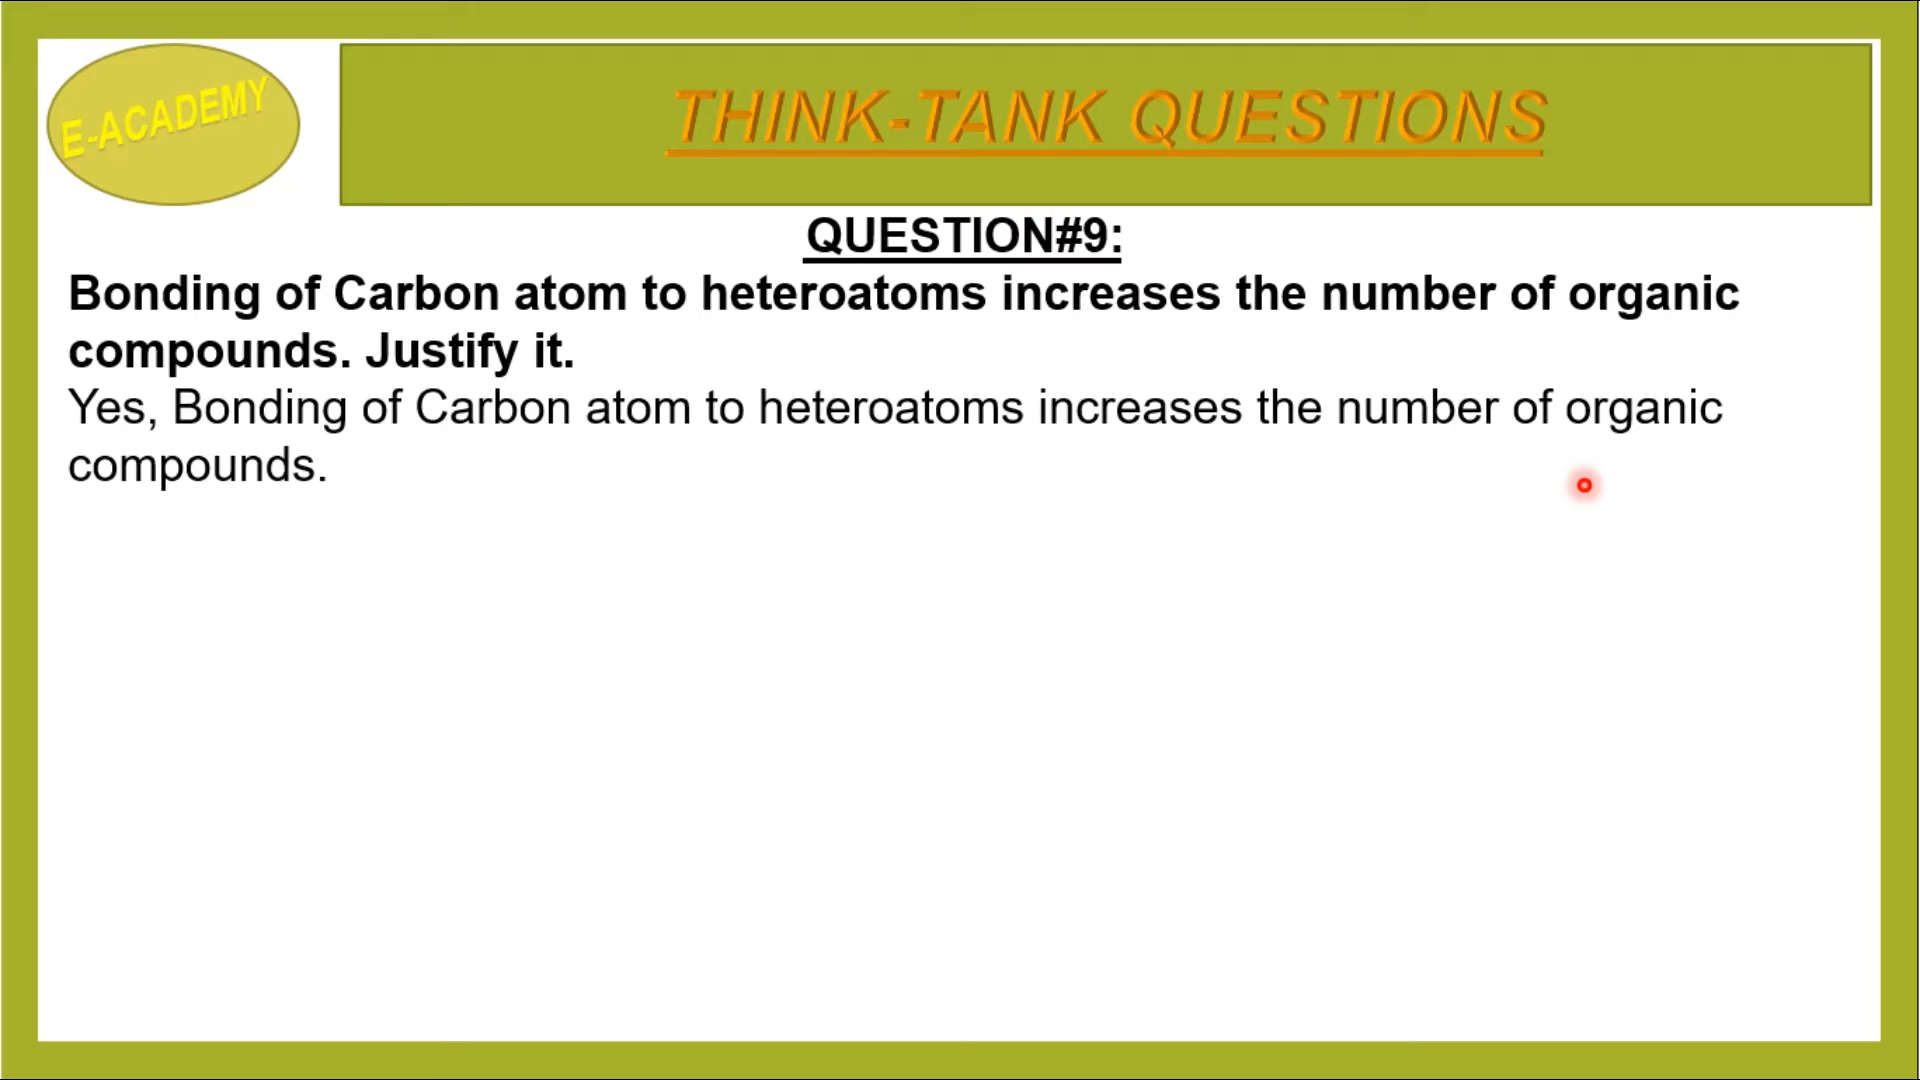 E-ACADEMY
THINK-TANK QUESTIONS
QUESTION#9:
Bonding of Carbon atom to heteroatoms increases the number of organic
compounds. Justify it.
Yes, Bonding of Carbon atom to heteroatoms increases the number of organic
compounds.